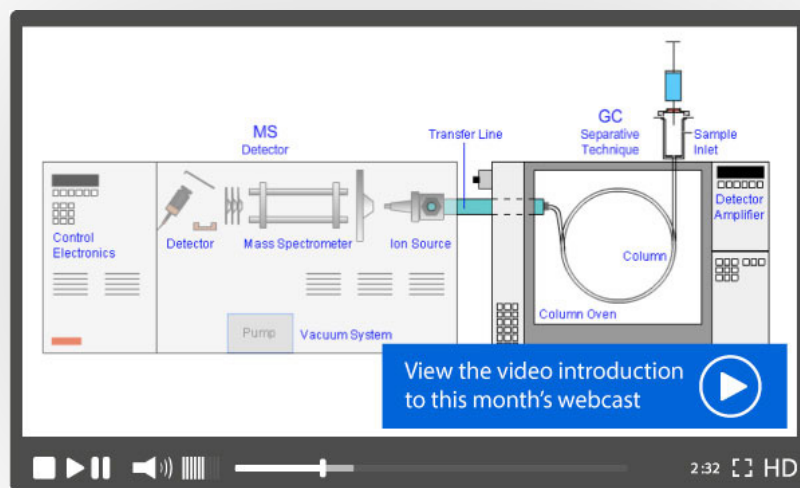 MS
Detector
Transfer Line
GC
Separative
Technique
Sample
Inlet
Control
Electronics
Detector
Mass Spectrometer
Ion Source
Column
Detector
Amplifier
Column Oven
Pump
Vacuum System
View the video introduction
to this month's webcast
2:32
HD